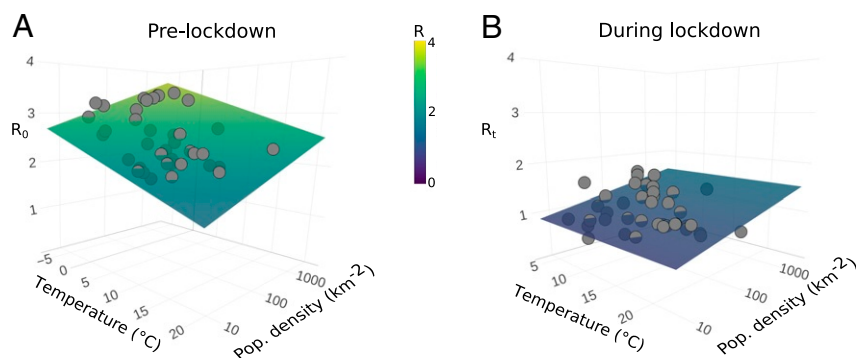 A
Pre-lockdown
R
4
2
0
4
3
R0
2
1
−5
0
5
10
15
20
Temperature (°C)
10
100
1000
Pop. density (km-2)
B
During lockdown
4
3
Rt
2
1
5
10
15
20
Temperature (°C)
10
100
1000
Pop. density (km-2)